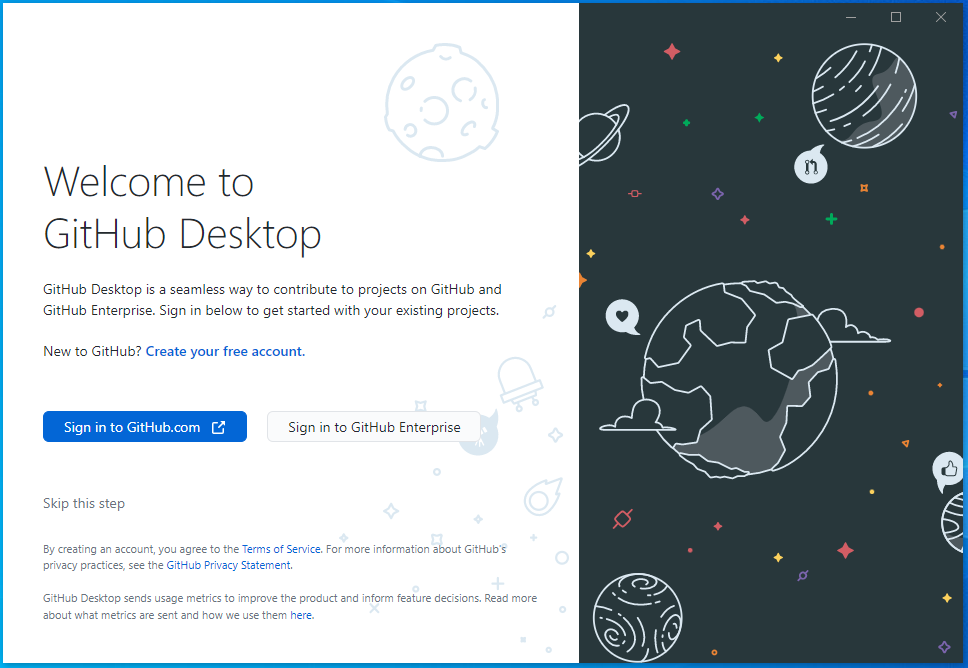 Welcome to
GitHub Desktop
GitHub Desktop is a seamless way to contribute to projects on GitHub and
GitHub Enterprise. Sign in below to get started with your existing projects.
New to GitHub? Create your free account.
Sign in to GitHub.com
Sign in to GitHub Enterprise
Skip this step
By creating an account, you agree to the Terms of Service. For more information about GitHub's
privacy practices, see the GitHub Privacy Statement.
GitHub Desktop sends usage metrics to improve the product and inform feature decisions. Read more
about what metrics are sent and how we use them here.